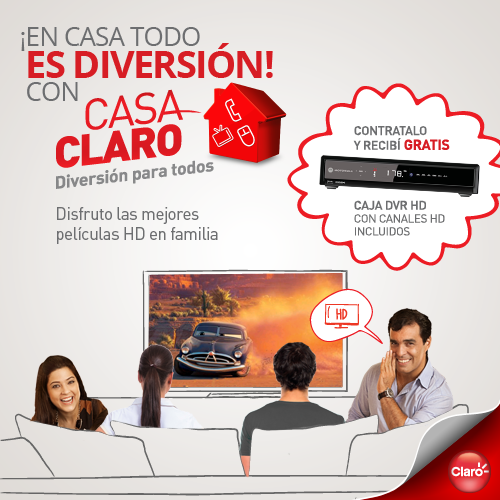 ¡EN CASA TODO
ES DIVERSIÓN!
CON
CASA
CLARO
Diversión para todos
Disfruto las mejores
películas HD en familia
CONTRATALO
Y RECIBÍ GRATIS
178
CAJA DVR HD
CON CANALES HD
INCLUIDOS
HD
Claro